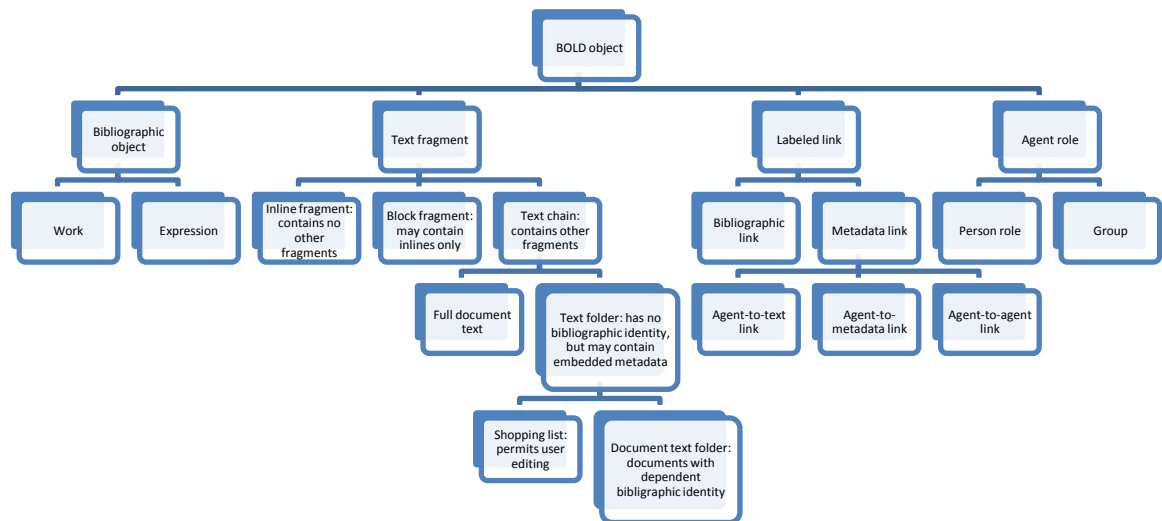 BOLD object
Bibliographic
object
Text fragment
Labeled link
Agent role
Work
Expression
Inline fragment:
contains no
other
fragments
Block fragment:
may contain
inlines only
Text chain:
contains other
fragments
Bibliographic
link
Metadata link
Person role
Group
Full document
text
Text folder: has no
bibliographic identity,
but may contain
embedded metadata
Agent-to-text
link
Agent-to-
metadata link
Agent-to-agent
link
Shopping list:
permits user
editing
Document text folder:
documents with
dependent
bibligraphic identity